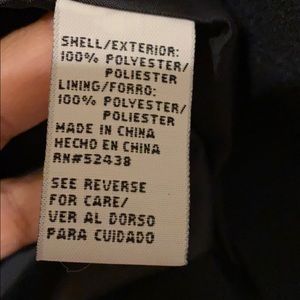 SHELL/EXTERIOR:
100% POLYESTER/
POLIESTER
LINING/FORRO:
100% POLYESTER/
POLIESTER
MADE IN CHINA
HECHO EN CHINA
RN#52438
SEE REVERSE
FOR CARE/
VER AL DORSO
PARA CUIDADO